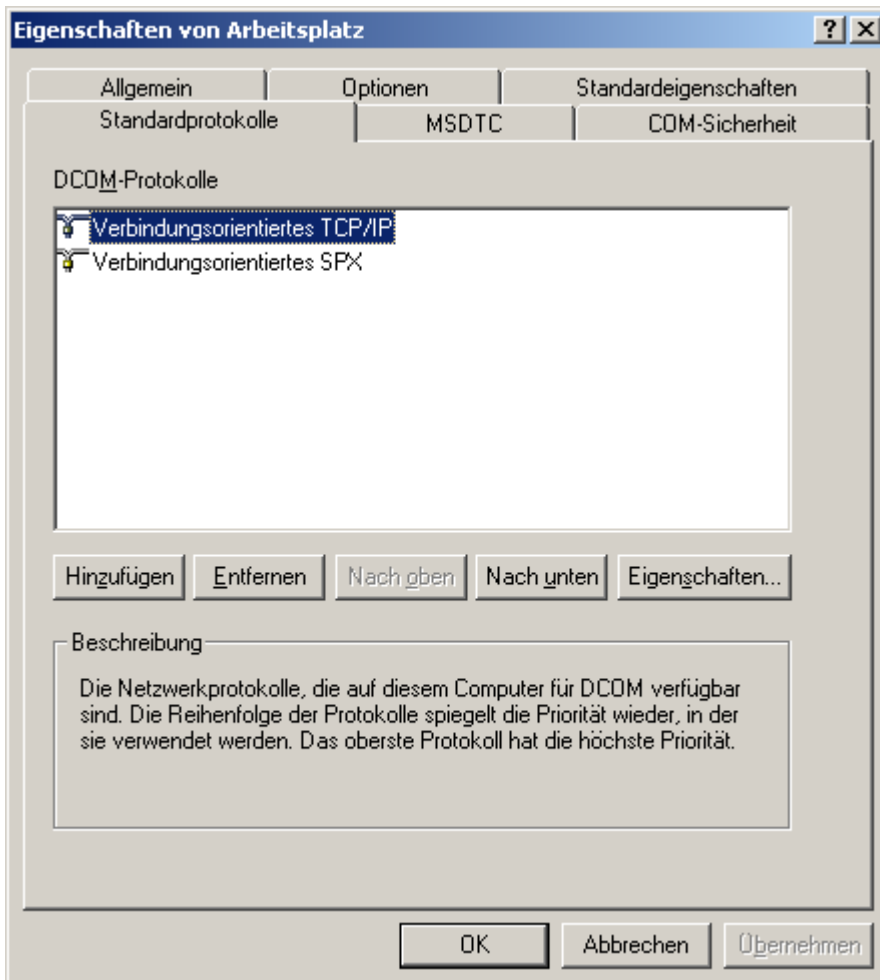 Eigenschaften von Arbeitsplatz
Allgemein
Optionen
Standardeigenschaften
Standardprotokolle
MSDTC
COM-Sicherheit
DCOM-Protokolle
Verbindungsorientiertes TCP/IP
Verbindungsorientiertes SPX
Hinzufügen
Entfernen
Nach oben
Nach unten
Eigenschaften...
Beschreibung
Die Netzwerkprotokolle, die auf diesem Computer für DCOM verfügbar
sind. Die Reihenfolge der Protokolle spiegelt die Priorität wieder, in der
sie verwendet werden. Das oberste Protokoll hat die höchste Priorität.
OK
Abbrechen
Übernehmen